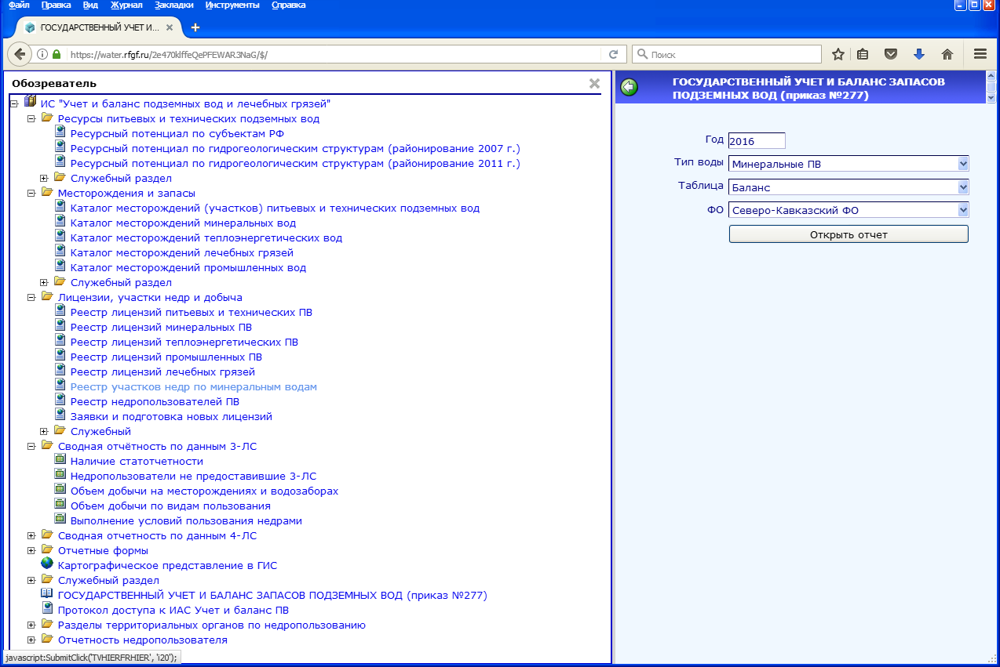 Файл Правка Вид Журнал Закладки Инструменты Справка
ГОСУДАРСТВЕННЫЙ УЧЕТ И...
https://water.rfgf.ru/2e470klffeQePFEWAR3NaG/$/
Поиск
Обозреватель
ИС "Учет и баланс подземных вод и лечебных грязей"
Ресурсы питьевых и технических подземных вод
Ресурсный потенциал по субъектам РФ
Ресурсный потенциал по гидрогеологическим структурам (районирование 2007 г.)
Ресурсный потенциал по гидрогеологическим структурам (районирование 2011 г.)
Служебный раздел
Месторождения и запасы
Каталог месторождений (участков) питьевых и технических подземных вод
Каталог месторождений минеральных вод
Каталог месторождений теплоэнергетических вод
Каталог месторождений лечебных грязей
Каталог месторождений промышленных вод
Служебный раздел
Лицензии, участки недр и добыча
Реестр лицензий питьевых и технических ПВ
Реестр лицензий минеральных ПВ
Реестр лицензий теплоэнергетических ПВ
Реестр лицензий промышленных ПВ
Реестр лицензий лечебных грязей
Реестр участков недр по минеральным водам
Реестр недропользователей ПВ
Заявки и подготовка новых лицензий
Служебный
Сводная отчётность по данным 3-ЛС
Наличие статотчетности
Недропользователи не предоставившие 3-ЛС
Объем добычи на месторождениях и водозаборах
Объем добычи по видам пользования
Выполнение условий пользования недрами
Сводная отчетность по данным 4-ЛС
Отчетные формы
Картографическое представление в ГИС
Служебный раздел
ГОСУДАРСТВЕННЫЙ УЧЕТ И БАЛАНС ЗАПАСОВ ПОДЗЕМНЫХ ВОД (приказ №277)
Протокол доступа к ИАС Учет и баланс ПВ
Разделы территориальных органов по недропользованию
Отчетность недропользователя
javascript:SubmitClick('TVHIERFRHIER', 'i20');
ГОСУДАРСТВЕННЫЙ УЧЕТ И БАЛАНС ЗАПАСОВ
ПОДЗЕМНЫХ ВОД (приказ №277)
Год 2016
Тип воды Минеральные ПВ
Таблица Баланс
ФО Северо-Кавказский ФО
Открыть отчет